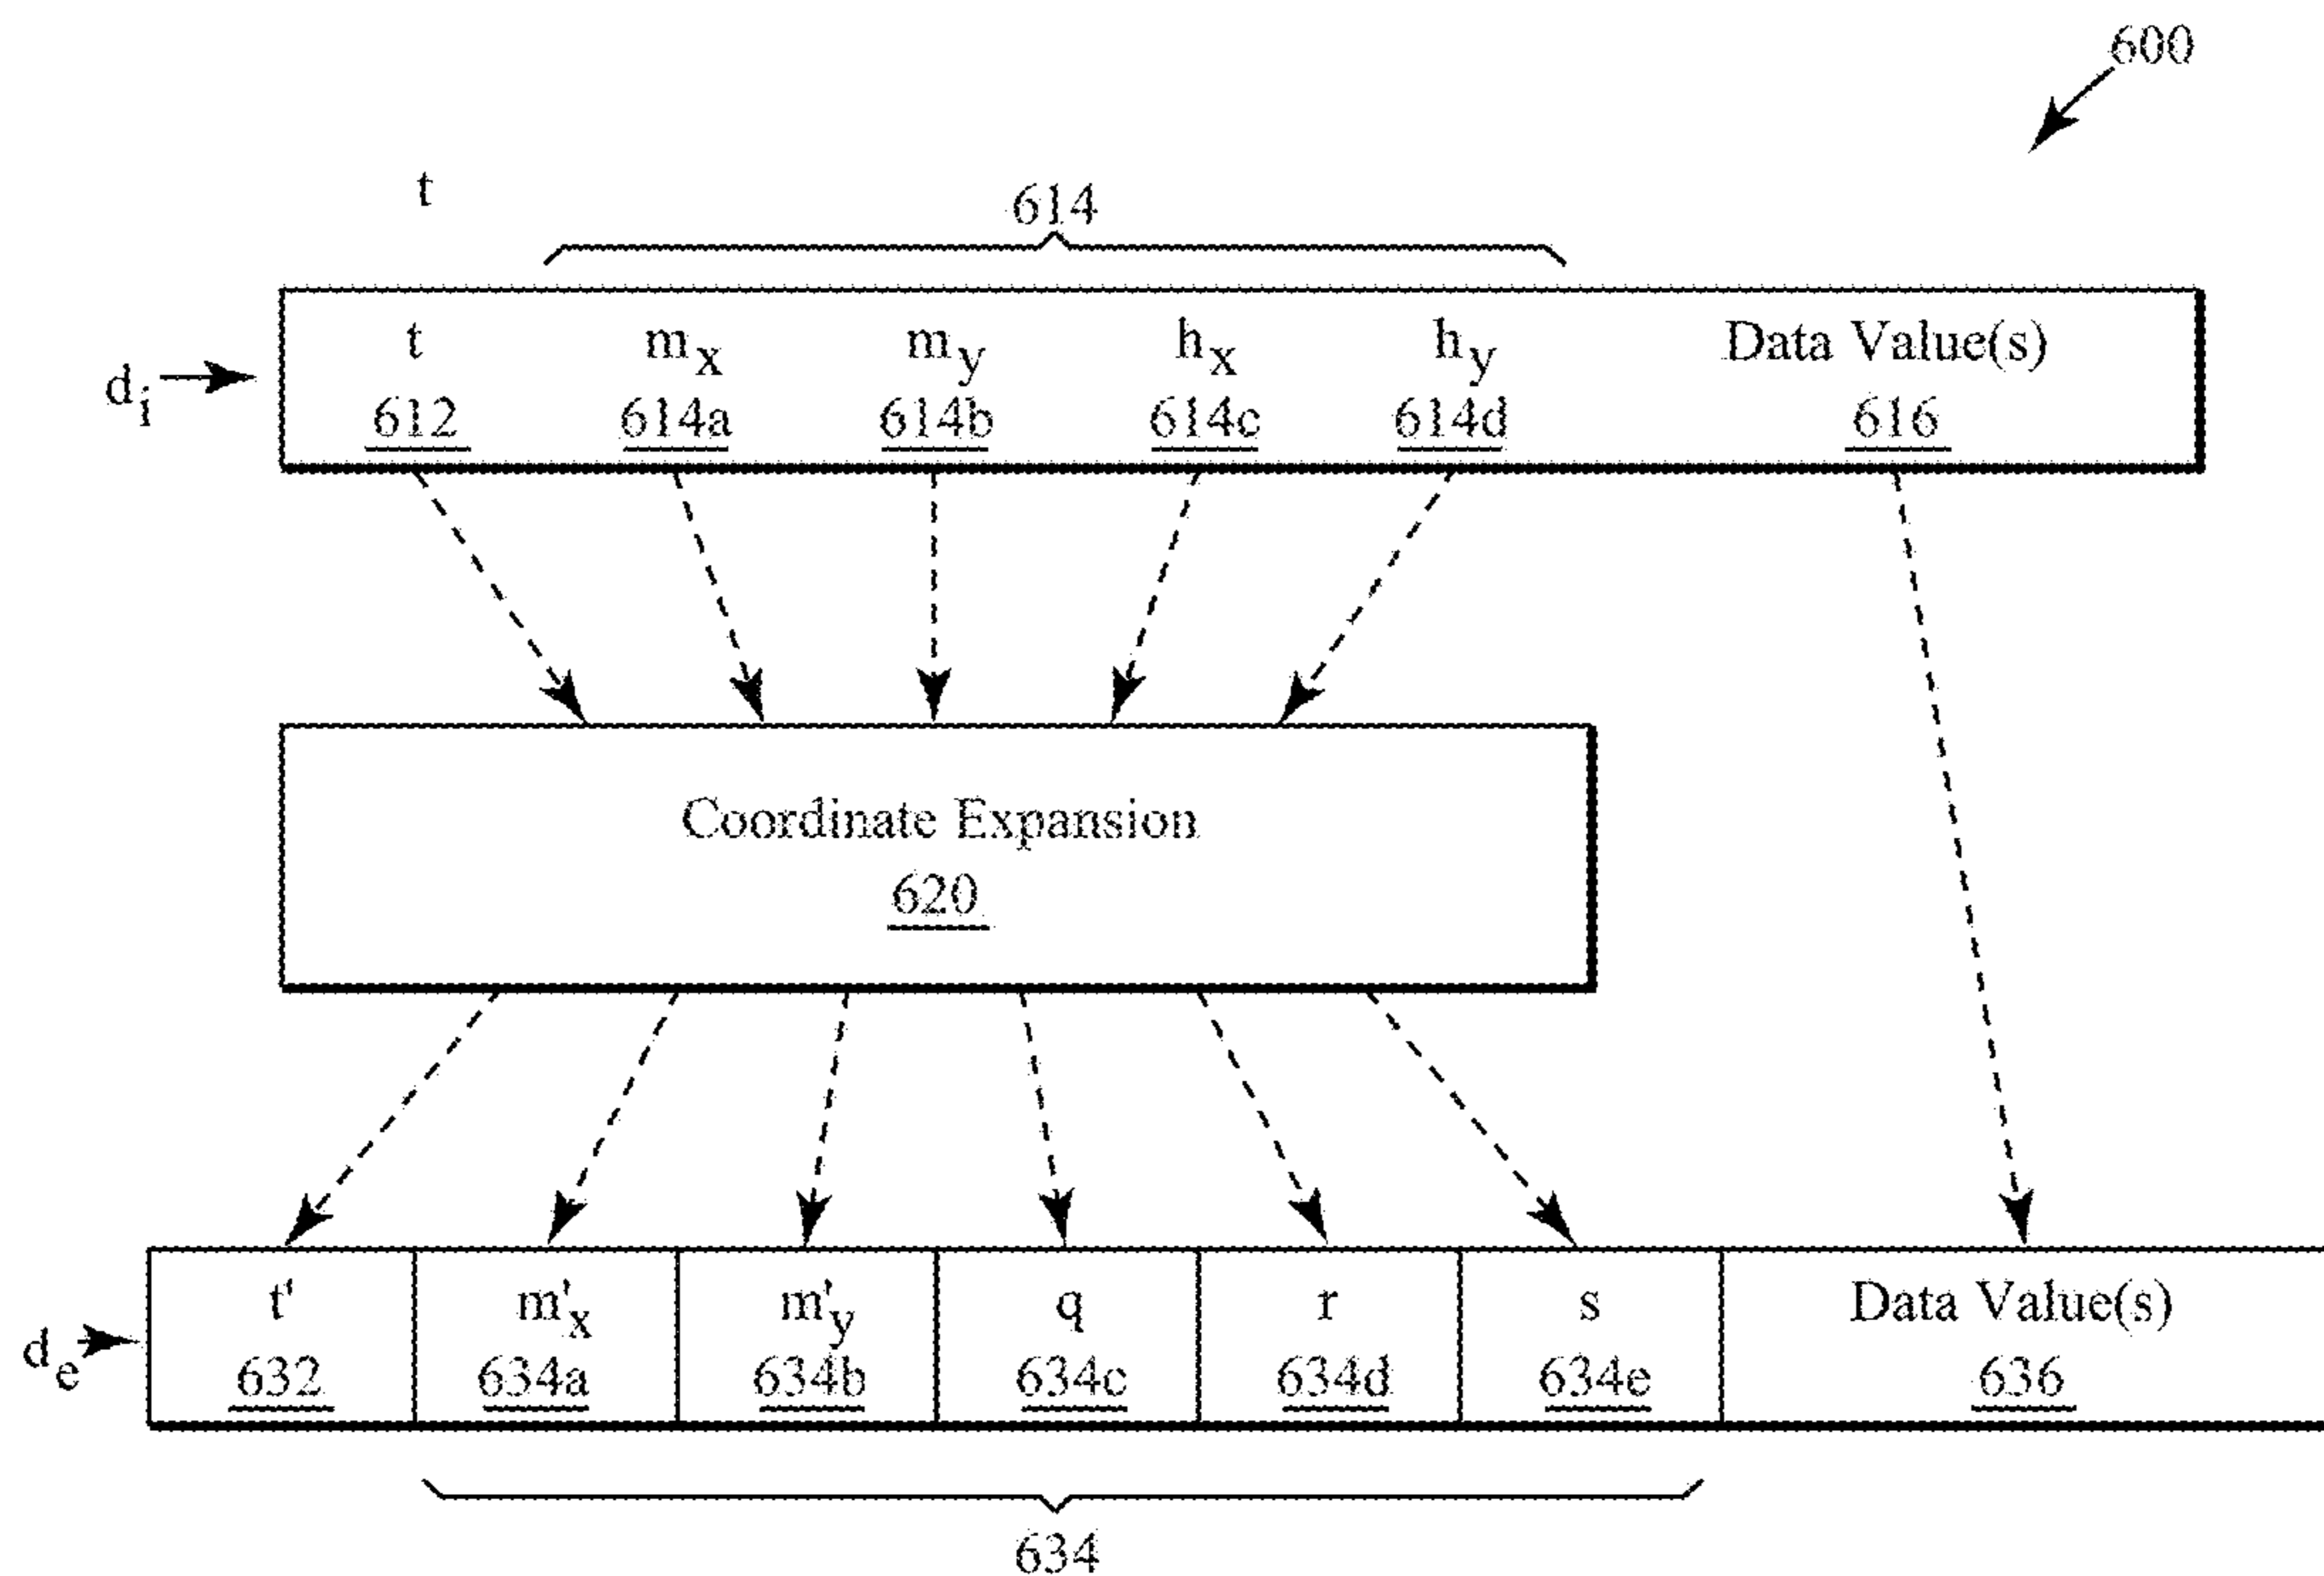 600
t
614
t m_x m_y h_x h_y Data Value(s)
d_i
612 614a 614b 614c 614d 616
Coordinate Expansion
620
t' m'_x m'_y q r s Data Value(s)
d_e
632 634a 634b 634c 634d 634e 636
634